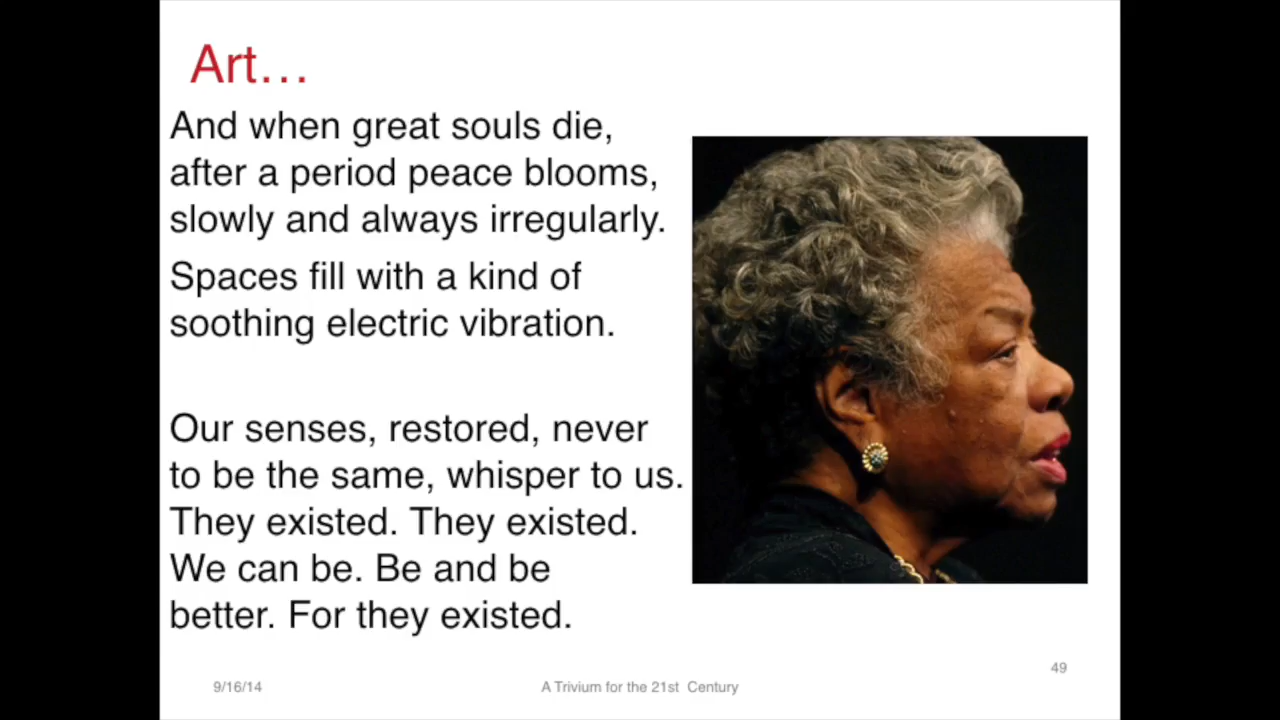 Art…
And when great souls die,
after a period peace blooms,
slowly and always irregularly.
Spaces fill with a kind of
soothing electric vibration.
Our senses, restored, never
to be the same, whisper to us.
They existed. They existed.
We can be. Be and be
better. For they existed.
49
9/16/14
A Trivium for the 21st  Century